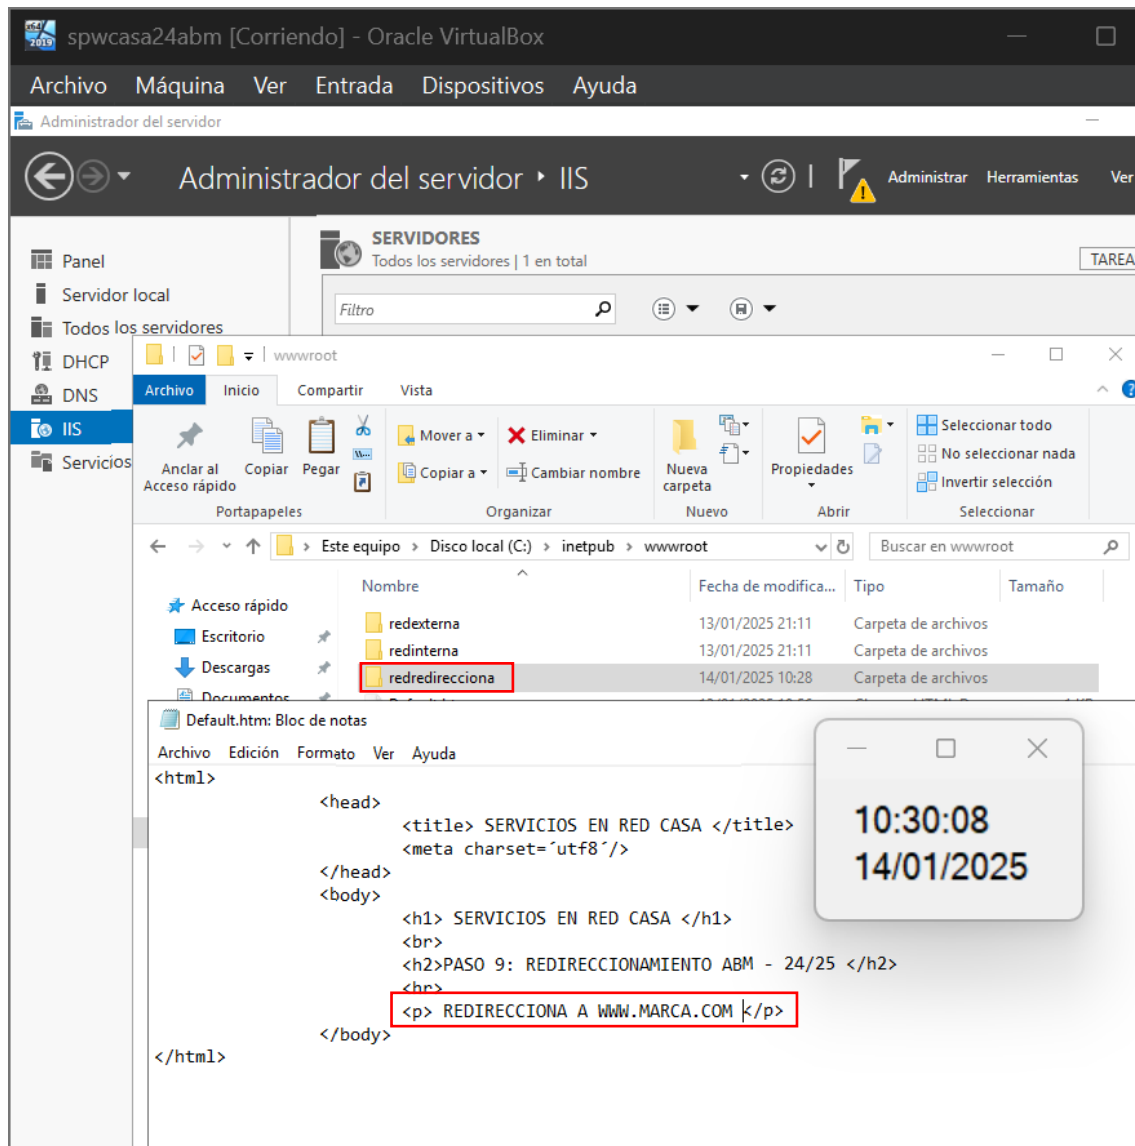 x64
2019
spwcasa24abm [Corriendo] - Oracle VirtualBox
Archivo Máquina Ver Entrada Dispositivos Ayuda
Administrador del servidor
Administrador del servidor ‣ IIS
Administrar Herramientas Ver
SERVIDORES
Todos los servidores | 1 en total
TAREA
Filtro
Panel
Servidor local
Todos los servidores
DHCP
DNS
IIS
Servicios
wwwroot
Archivo Inicio Compartir Vista
Anclar al
Acceso rápido
Copiar
Pegar
Mover a
Copiar a
Eliminar
Cambiar nombre
Nueva
carpeta
Propiedades
Seleccionar todo
No seleccionar nada
Invertir selección
Portapapeles Organizar Nuevo Abrir Seleccionar
Este equipo › Disco local (C:) › inetpub › wwwroot
Buscar en wwwroot
Nombre Fecha de modifica... Tipo Tamaño
Acceso rápido
Escritorio
Descargas
Documentos
redexterna 13/01/2025 21:11 Carpeta de archivos
redinterna 13/01/2025 21:11 Carpeta de archivos
redredirecciona 14/01/2025 10:28 Carpeta de archivos
Default.htm: Bloc de notas
Archivo Edición Formato Ver Ayuda
<html>
<head>
<title> SERVICIOS EN RED CASA </title>
<meta charset=´utf8´/>
</head>
<body>
<h1> SERVICIOS EN RED CASA </h1>
<br>
<h2>PASO 9: REDIRECCIONAMIENTO ABM - 24/25 </h2>
<br>
<p> REDIRECCIONA A WWW.MARCA.COM </p>
</body>
</html>
10:30:08
14/01/2025